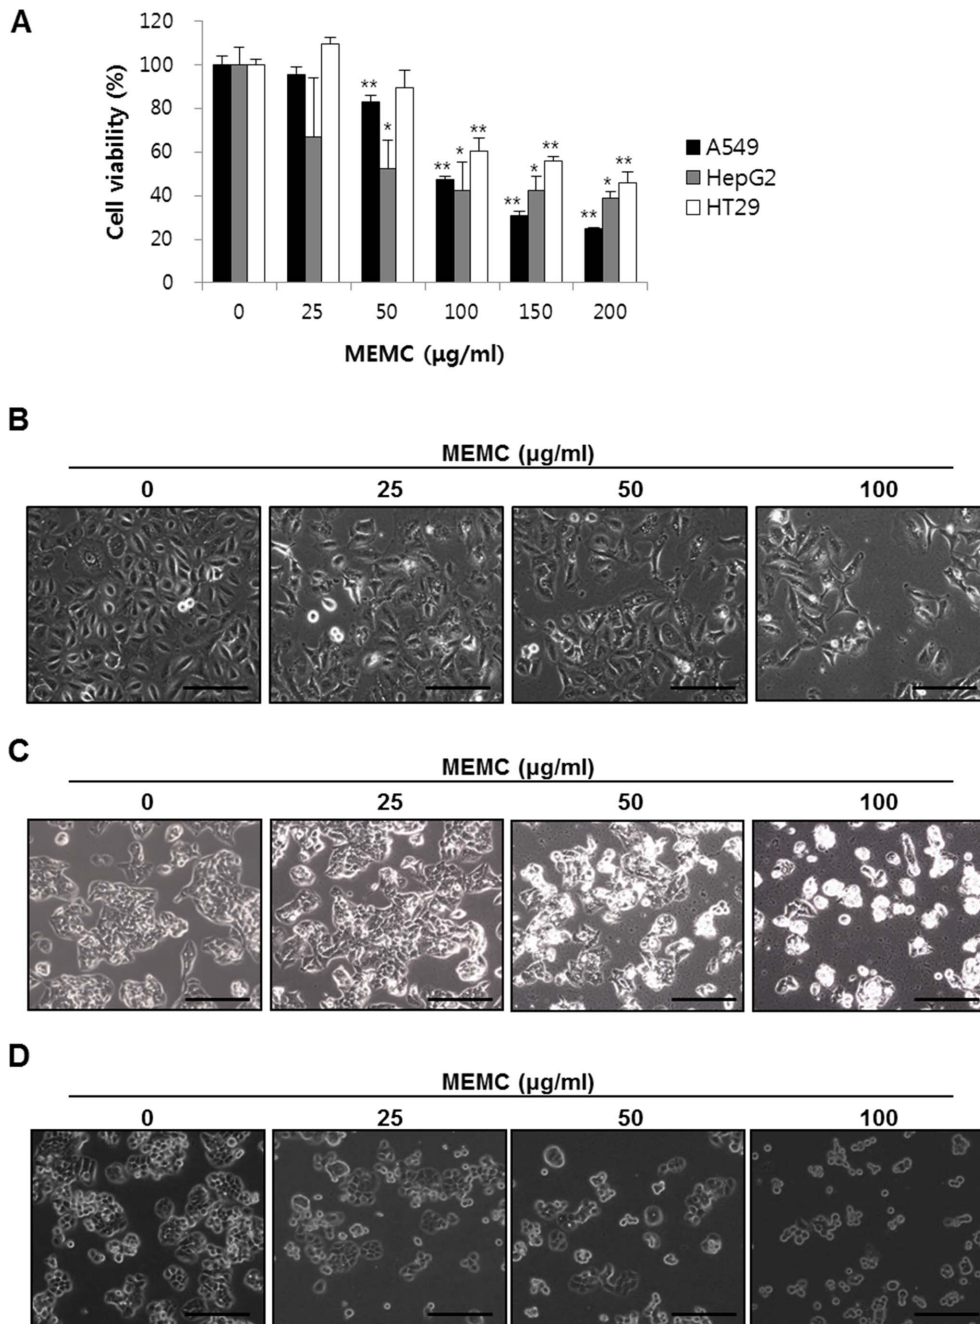 A
120
100
80
60
40
20
0
Cell viability (%)
** * ** * ** ** * ** ** * **
0 25 50 100 150 200
MEMC (µg/ml)
A549
HepG2
HT29
B
MEMC (µg/ml)
0 25 50 100
C
MEMC (µg/ml)
0 25 50 100
D
MEMC (µg/ml)
0 25 50 100